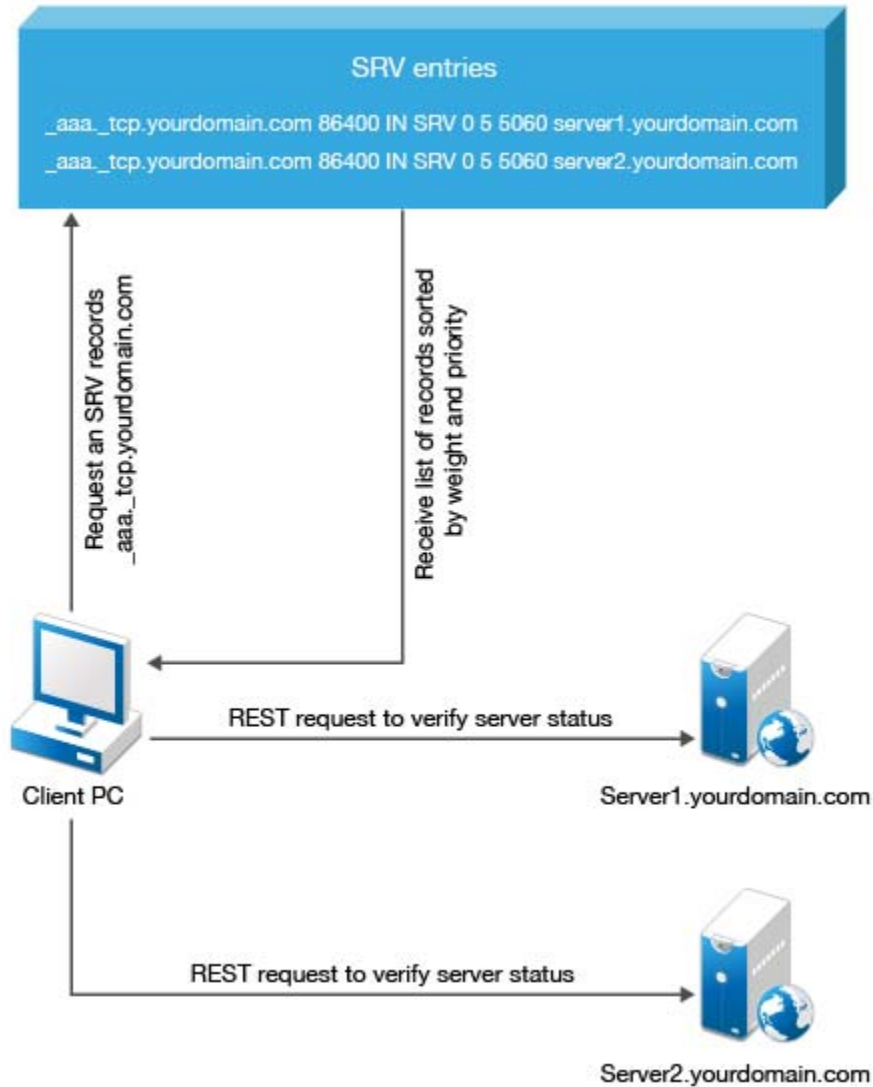 SRV entries
_aaa._tcp.yourdomain.com 86400 IN SRV 0 5 5060 server1.yourdomain.com
_aaa._tcp.yourdomain.com 86400 IN SRV 0 5 5060 server2.yourdomain.com
Request an SRV records
_aaa._tcp.yourdomain.com
Receive list of records sorted
by weight and priority
REST request to verify server status
Client PC
Server1.yourdomain.com
REST request to verify server status
Server2.yourdomain.com